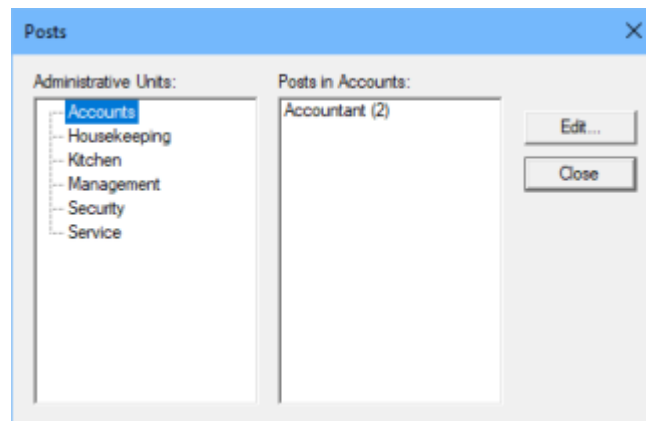 Posts
Administrative Units:
Accounts
Housekeeping
Kitchen
Management
Security
Service
Posts in Accounts:
Accountant (2)
Edit...
Close